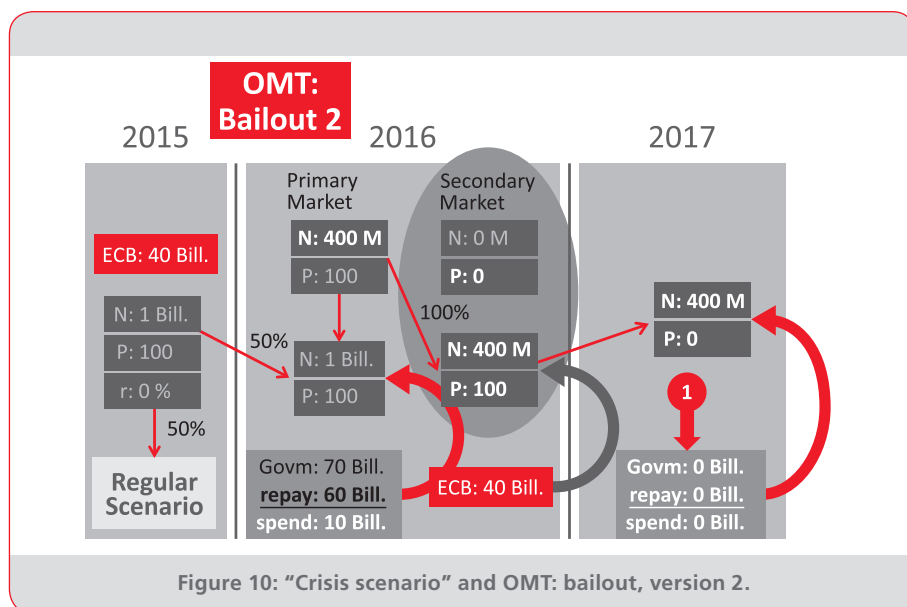 OMT:
Bailout 2
2015
2016
2017
ECB: 40 Bill.
N: 1 Bill.
P: 100
r: 0 %
50%
Regular
Scenario
50%
Primary
Market
N: 400 M
P: 100
N: 1 Bill.
P: 100
Govm: 70 Bill.
repay: 60 Bill.
spend: 10 Bill.
Secondary
Market
N: 0 M
P: 0
100%
N: 400 M
P: 100
ECB: 40 Bill.
N: 400 M
P: 0
1
Govm: 0 Bill.
repay: 0 Bill.
spend: 0 Bill.
Figure 10: “Crisis scenario” and OMT: bailout, version 2.